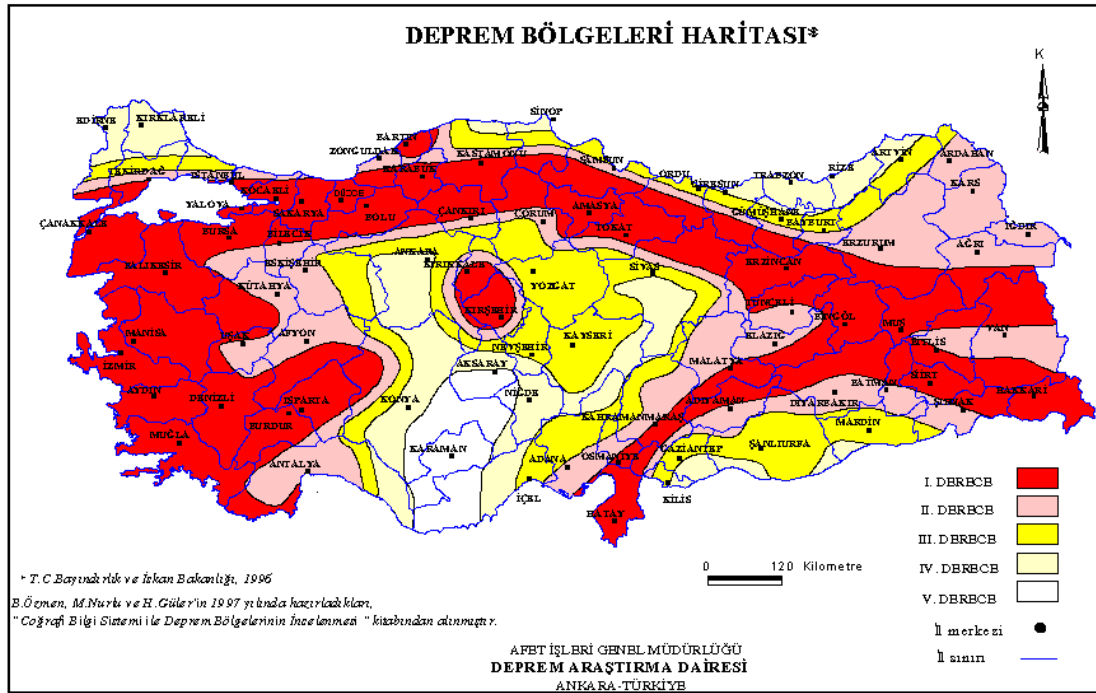 DEPREM BÖLGELERİ HARİTASI*
K
SİNOP
EDİRNE
KIRKLARELİ
BARTIN
ZONGULDAK
KASTAMONU
KARABÜK
SAMSUN
ARTVİN
ARDAHAN
TEKİRDAĞ
İSTANBUL
KOCAELİ
DÜZCE
ORDU
GİRESUN
TRABZON
RİZE
KARS
YALOVA
SAKARYA
BOLU
ÇANKIRI
ÇORUM
AMASYA
TOKAT
GÜMÜŞHANE
BAYBURT
ÇANAKKALE
BURSA
BİLECİK
ERZURUM
AĞRI
IĞDIR
BALIKESİR
ESKİŞEHİR
ANKARA
KIRIKKALE
YOZGAT
SİVAS
ERZİNCAN
KÜTAHYA
TUNCELİ
BİNGÖL
MUŞ
VAN
MANİSA
UŞAK
AFYON
KIRŞEHİR
KAYSERİ
NEVŞEHİR
ELAZIĞ
BİTLİS
İZMİR
AKSARAY
MALATYA
SİİRT
AYDIN
DENİZLİ
ISPARTA
BURDUR
KONYA
NİĞDE
ADIYAMAN
DİYARBAKIR
BATMAN
ŞIRNAK
HAKKARİ
MUĞLA
KAHRAMANMARAŞ
MARDİN
ANTALYA
KARAMAN
ADANA
OSMANİYE
GAZİANTEP
ŞANLIURFA
İÇEL
KİLİS
HATAY
I. DERECE
II. DERECE
III. DERECE
IV. DERECE
V. DERECE
İl merkezi
İl sınırı
0 120 Kilometre
* T.C.Bayındırlık ve İskan Bakanlığı, 1996
B.Özmen, M.Nurlu ve H.Güler'in 1997 yılında hazırladıkları,
" Coğrafi Bilgi Sistemi ile Deprem Bölgelerinin İncelenmesi " kitabından alınmıştır.
AFET İŞLERİ GENEL MÜDÜRLÜĞÜ
DEPREM ARAŞTIRMA DAİRESİ
ANKARA-TÜRKİYE